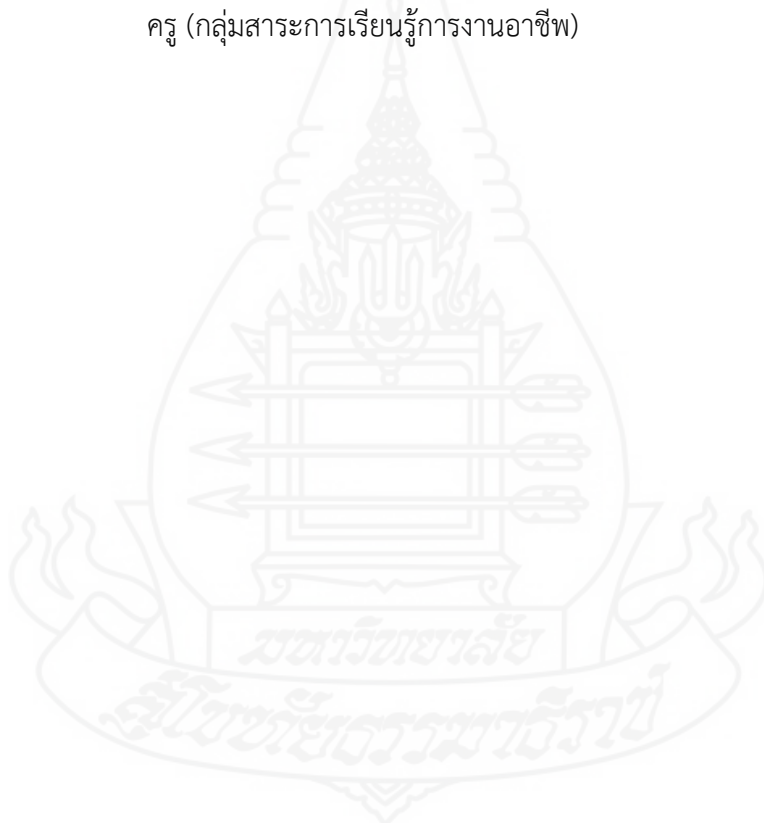 ครู (กลุ่มสาระการเรียนรู้การงานอาชีพ)
มหาวิทยาลัย
สุโขทัยธรรมาธิราช